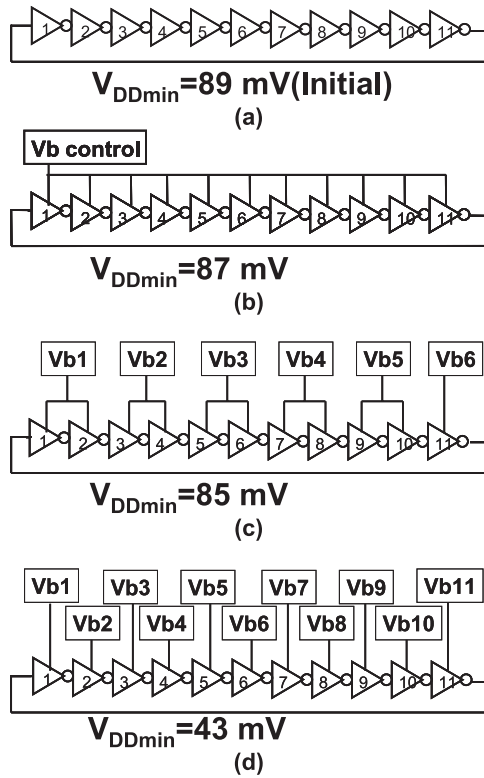 1 2 3 4 5 6 7 8 9 10 11
VDDmin=89 mV(Initial)
(a)
Vb control
1 2 3 4 5 6 7 8 9 10 11
VDDmin=87 mV
(b)
Vb1 Vb2 Vb3 Vb4 Vb5 Vb6
1 2 3 4 5 6 7 8 9 10 11
VDDmin=85 mV
(c)
Vb1 Vb3 Vb5 Vb7 Vb9 Vb11
Vb2 Vb4 Vb6 Vb8 Vb10
1 2 3 4 5 6 7 8 9 10 11
VDDmin=43 mV
(d)